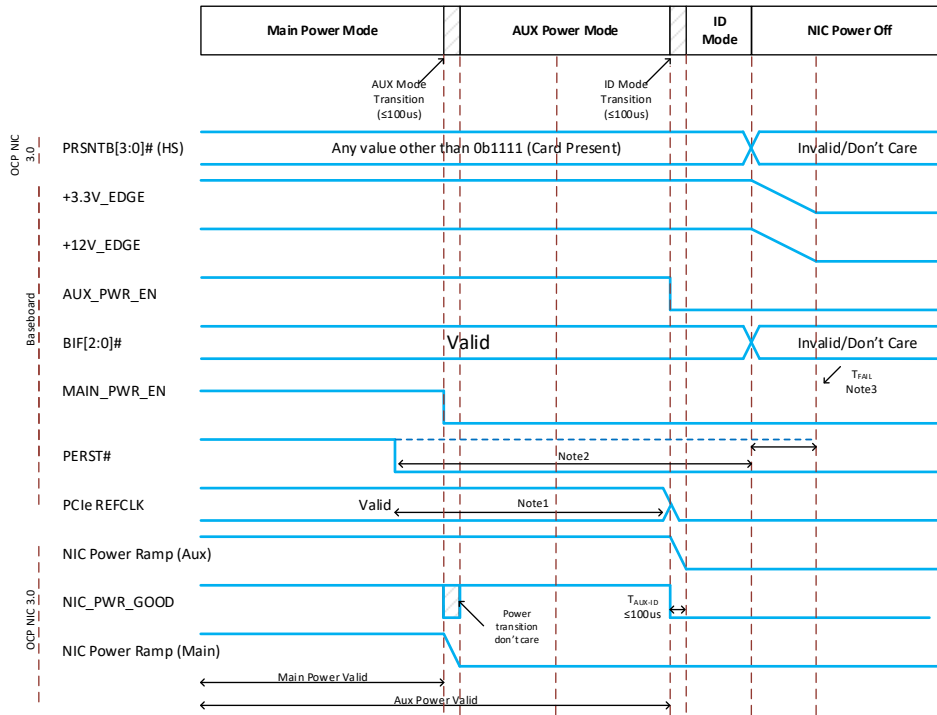 Main Power Mode
AUX Power Mode
ID
Mode
NIC Power Off
AUX Mode
Transition
(≤100us)
ID Mode
Transition
(≤100us)
OCP NIC
3.0
PRSNTB[3:0]# (HS)
Any value other than 0b1111 (Card Present)
Invalid/Don't Care
+3.3V_EDGE
+12V_EDGE
Baseboard
AUX_PWR_EN
BIF[2:0]#
Valid
Invalid/Don't Care
TFAIL
Note3
MAIN_PWR_EN
PERST#
Note2
PCIe REFCLK
Valid
Note1
NIC Power Ramp (Aux)
OCP NIC 3.0
NIC_PWR_GOOD
Power
transition
don't care
TAUX-ID
≤100us
NIC Power Ramp (Main)
Main Power Valid
Aux Power Valid